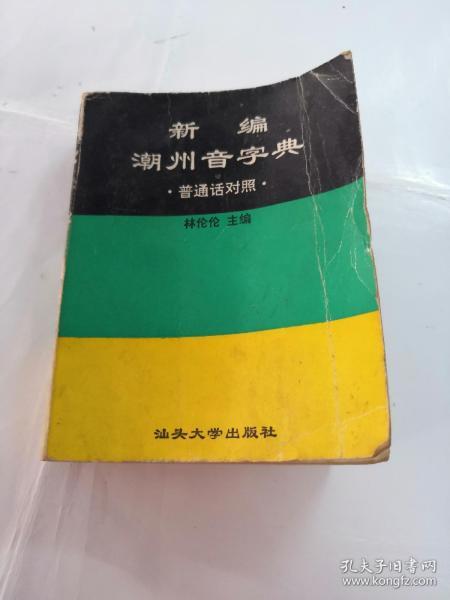 新编
潮州音字典
·普通话对照·
林伦伦 主编
汕头大学出版社
孔夫子旧书网
www.kongfz.com